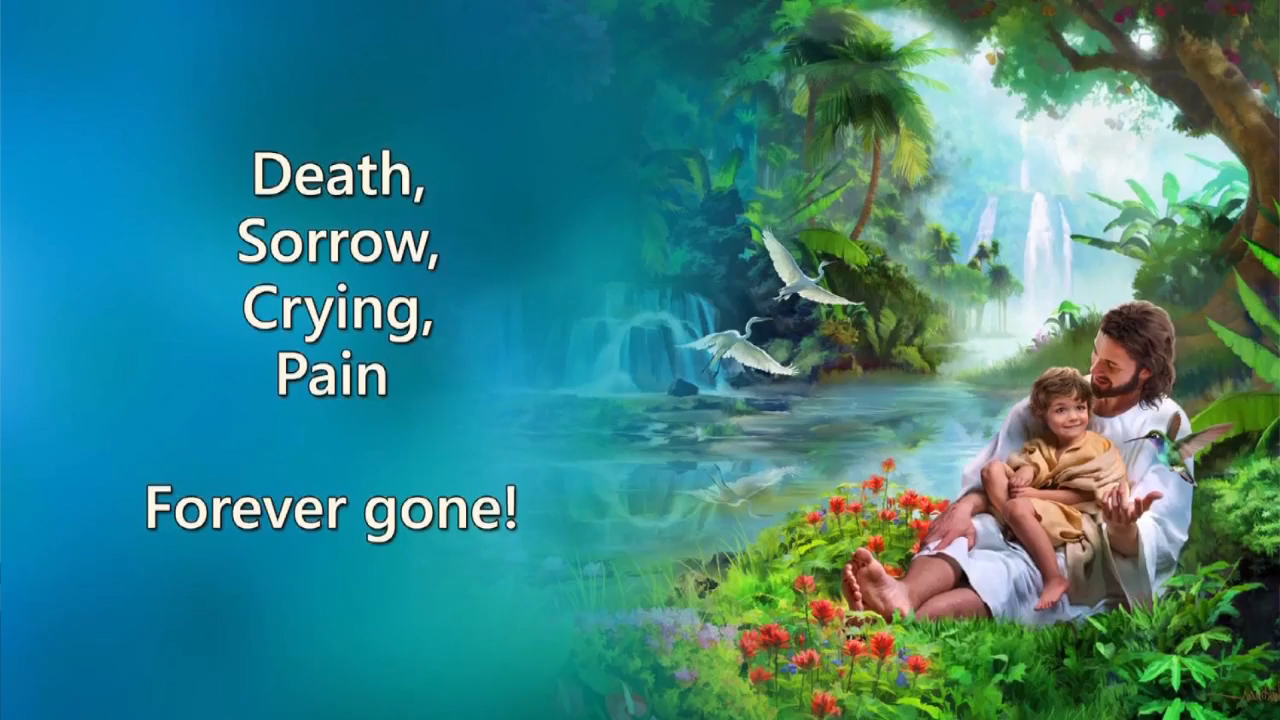 Death,
Sorrow,
Crying,
Pain
Forever gone!